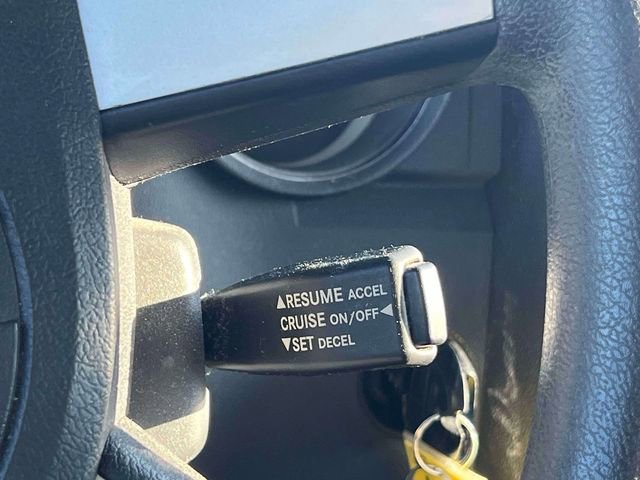 ▲RESUME ACCEL
CRUISE ON/OFF◀
▼SET DECEL